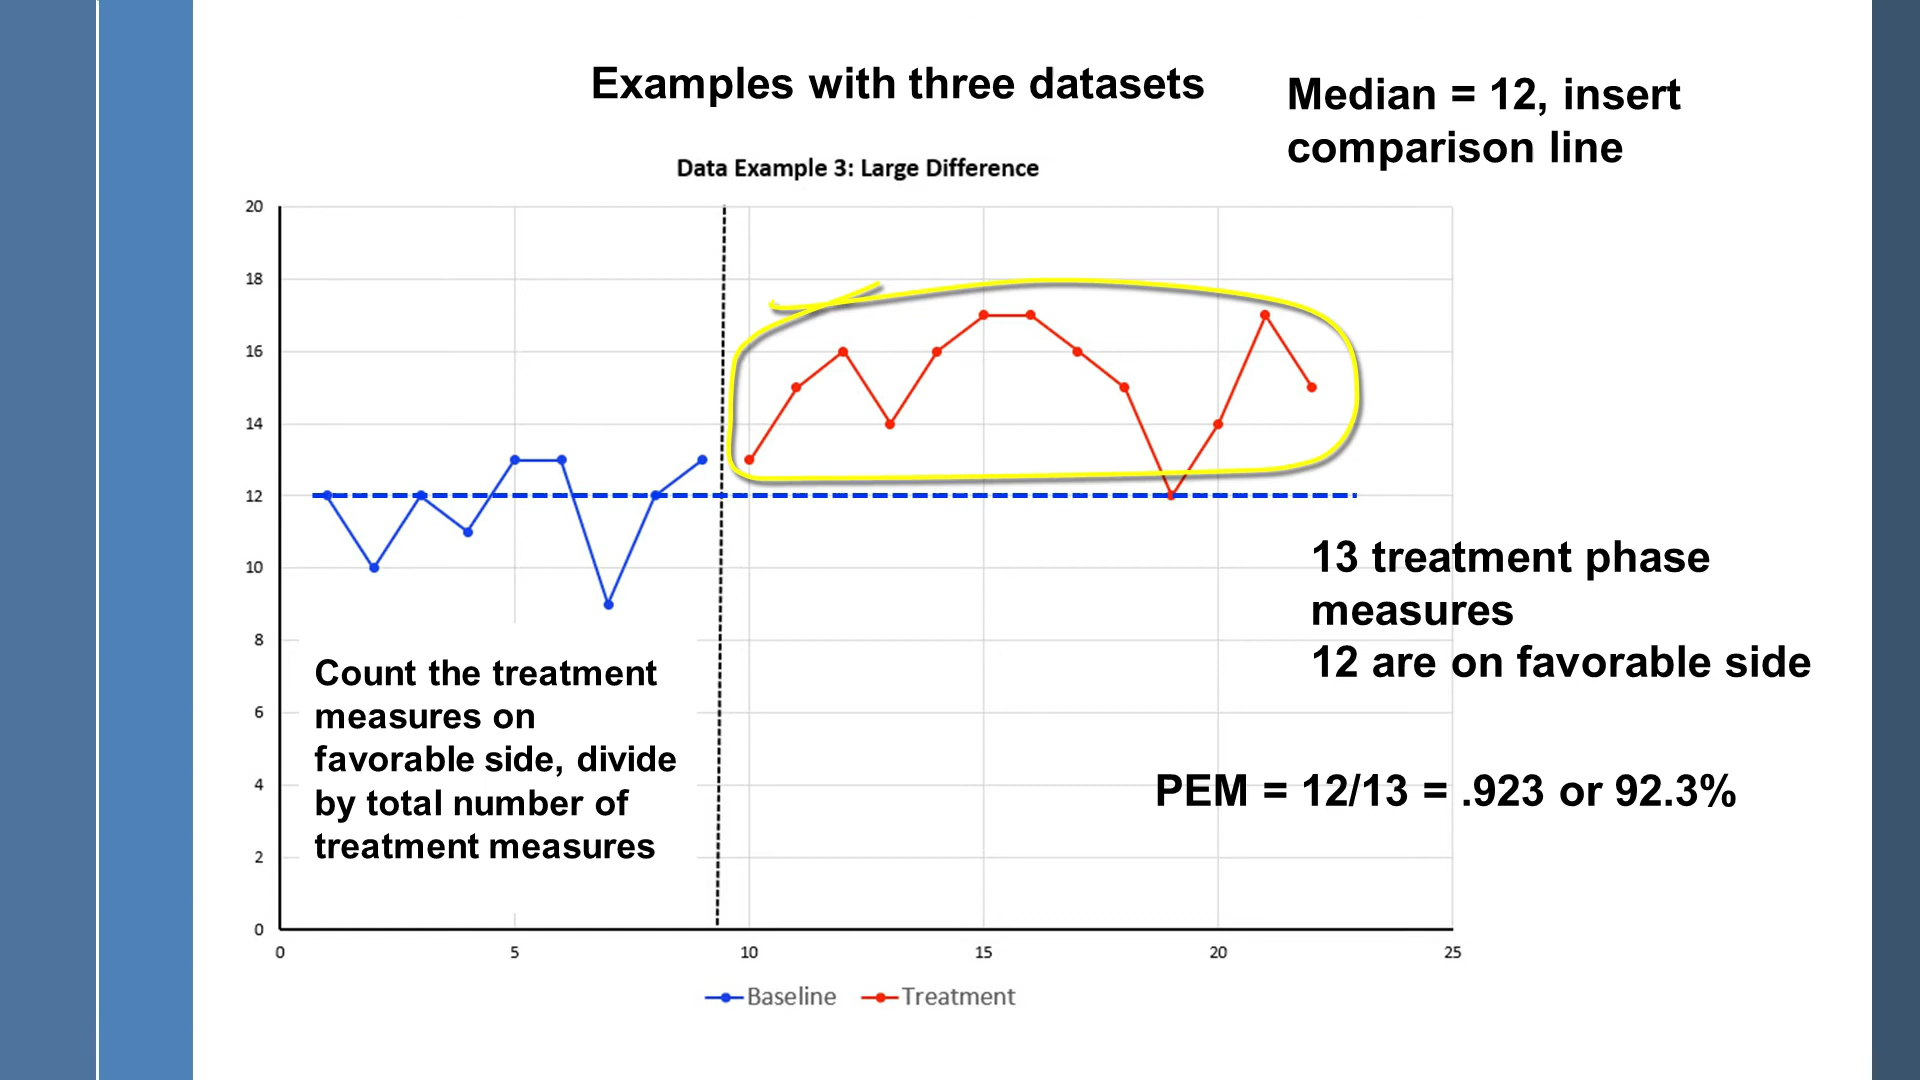 Examples with three datasets
Median = 12, insert
comparison line
Data Example 3: Large Difference
20
18
16
14
12
10
8
6
4
2
0
0 5 10 15 20 25
Count the treatment
measures on
favorable side, divide
by total number of
treatment measures
13 treatment phase
measures
12 are on favorable side
PEM = 12/13 = .923 or 92.3%
Baseline Treatment